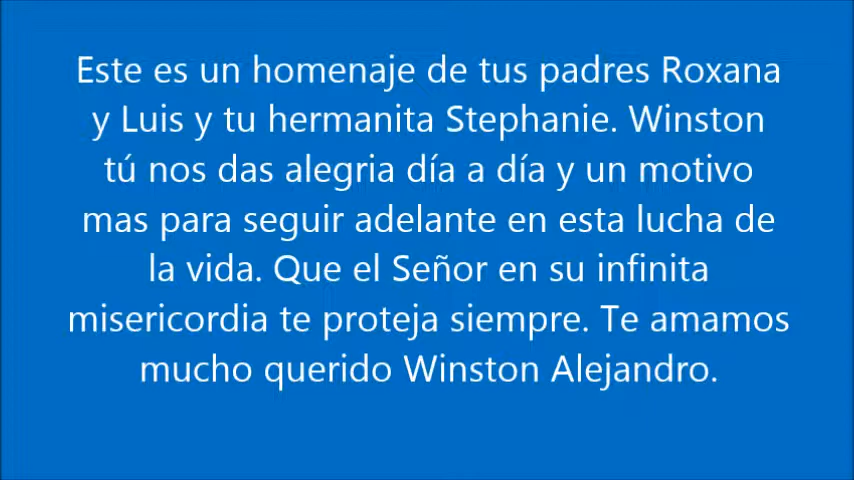 Este es un homenaje de tus padres Roxana
y Luis y tu hermanita Stephanie. Winston
tú nos das alegria día a día y un motivo
mas para seguir adelante en esta lucha de
la vida. Que el Señor en su infinita
misericordia te proteja siempre. Te amamos
mucho querido Winston Alejandro.